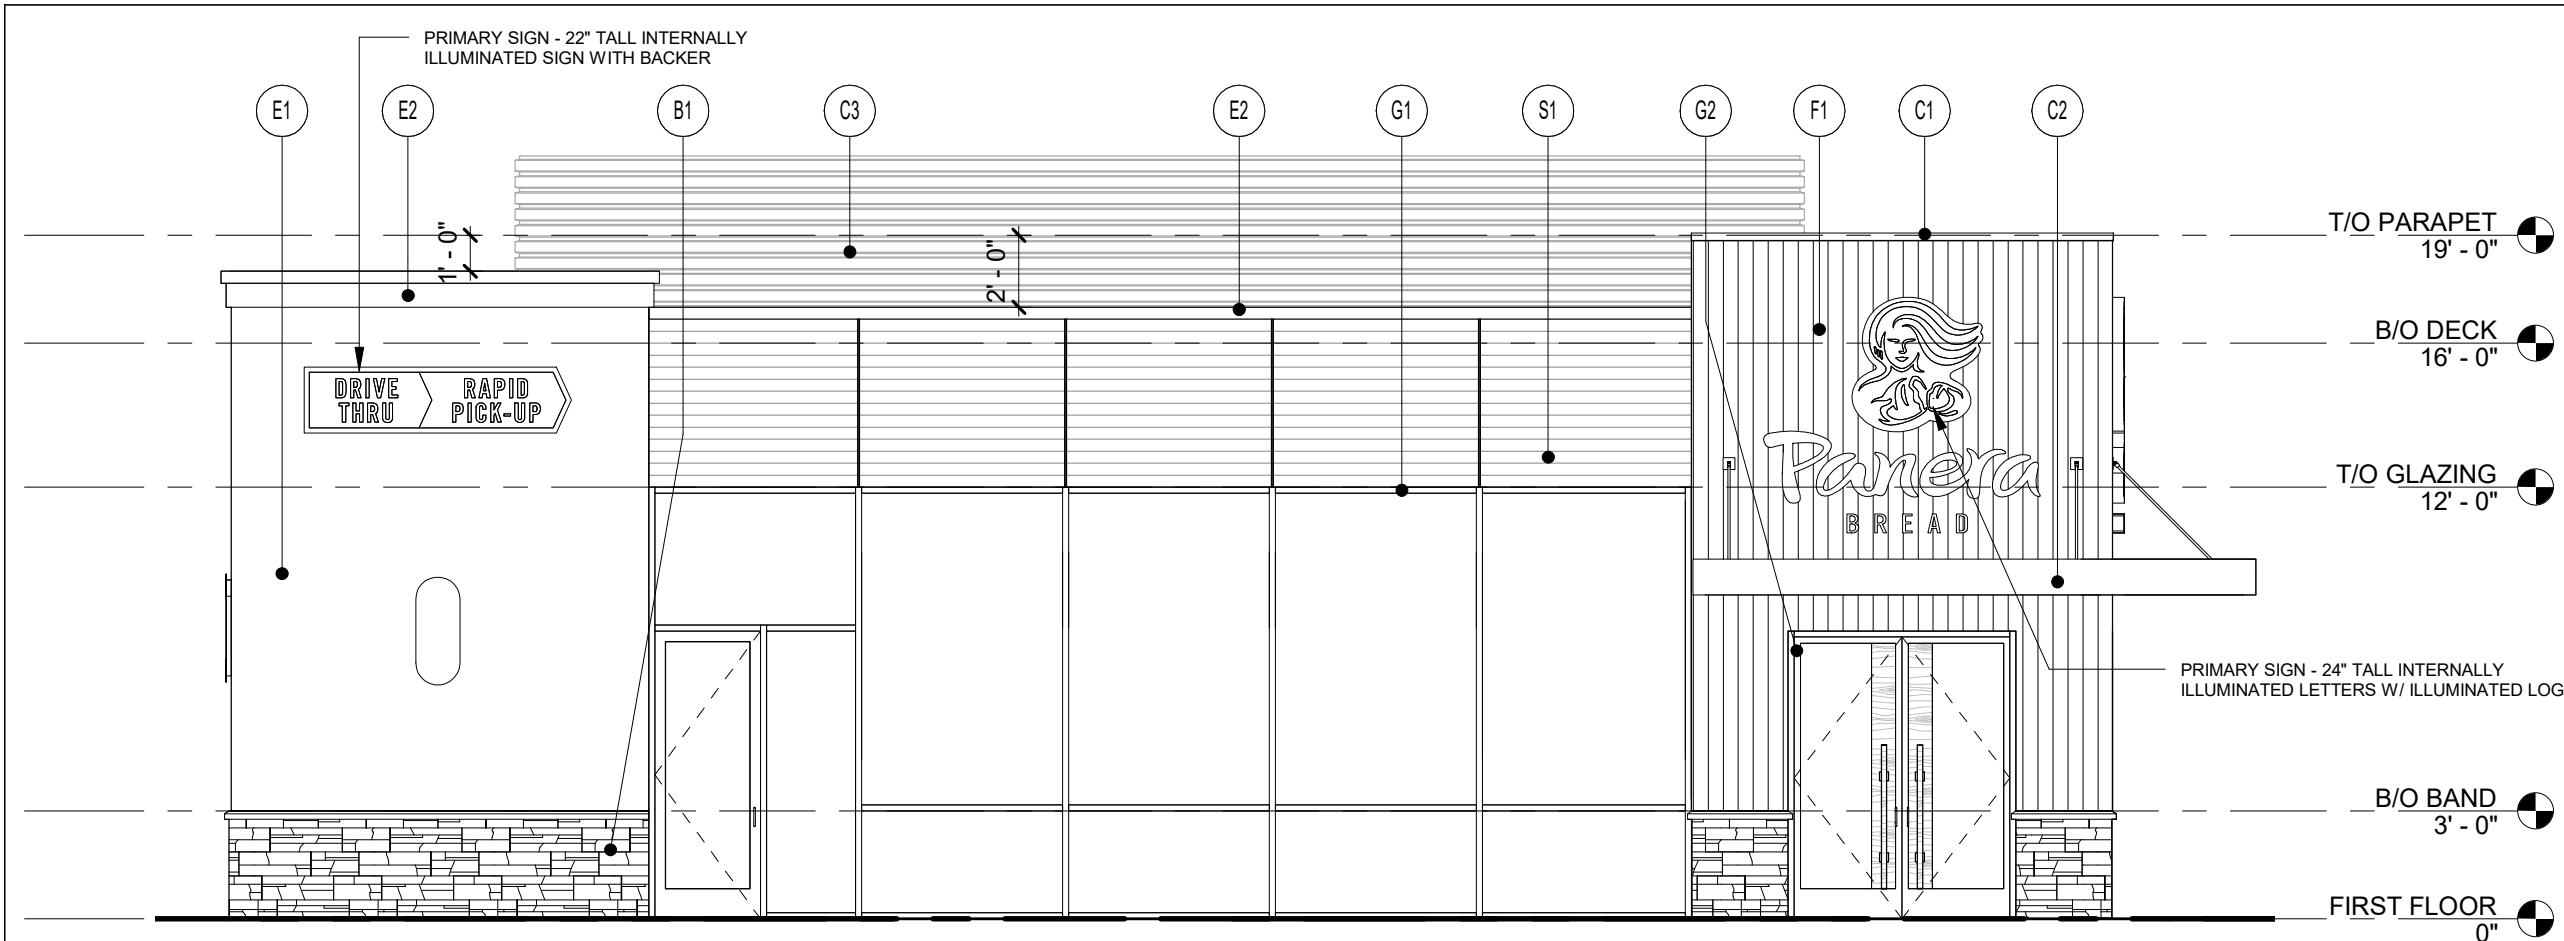 PRIMARY SIGN - 22" TALL INTERNALLY
ILLUMINATED SIGN WITH BACKER
E1
E2
B1
C3
E2
G1
S1
G2
F1
C1
C2
T/O PARAPET
19' - 0"
1' - 0"
2' - 0"
B/O DECK
16' - 0"
DRIVE
THRU
RAPID
PICK-UP
Panera
BREAD
T/O GLAZING
12' - 0"
PRIMARY SIGN - 24" TALL INTERNALLY
ILLUMINATED LETTERS W/ ILLUMINATED LOG
B/O BAND
3' - 0"
FIRST FLOOR
0"